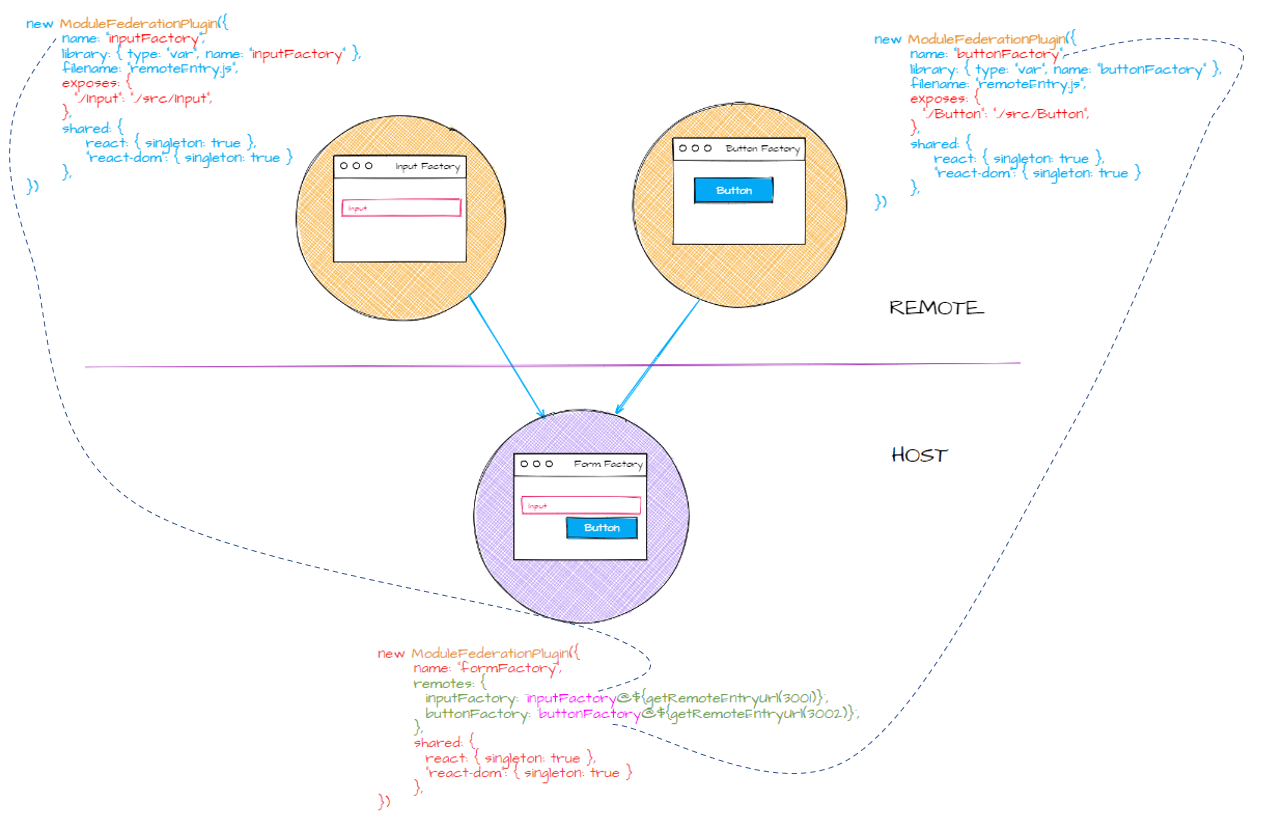 new ModuleFederationPlugin({
name: "inputFactory",
library: { type: "var", name: "inputFactory" },
filename: "remoteEntry.js",
exposes: {
"./Input": "./src/Input",
},
shared: {
react: { singleton: true },
"react-dom": { singleton: true }
},
})
new ModuleFederationPlugin({
name: "buttonFactory",
library: { type: "var", name: "buttonFactory" },
filename: "remoteEntry.js",
exposes: {
"./Button": "./src/Button",
},
shared: {
react: { singleton: true },
"react-dom": { singleton: true }
},
})
Input Factory
Input
Button Factory
Button
REMOTE
HOST
Form Factory
Input
Button
new ModuleFederationPlugin({
name: "formFactory",
remotes: {
inputFactory: `inputFactory@${getRemoteEntryUrl(3001)}`,
buttonFactory: `buttonFactory@${getRemoteEntryUrl(3002)}`,
},
shared: {
react: { singleton: true },
"react-dom": { singleton: true }
},
})